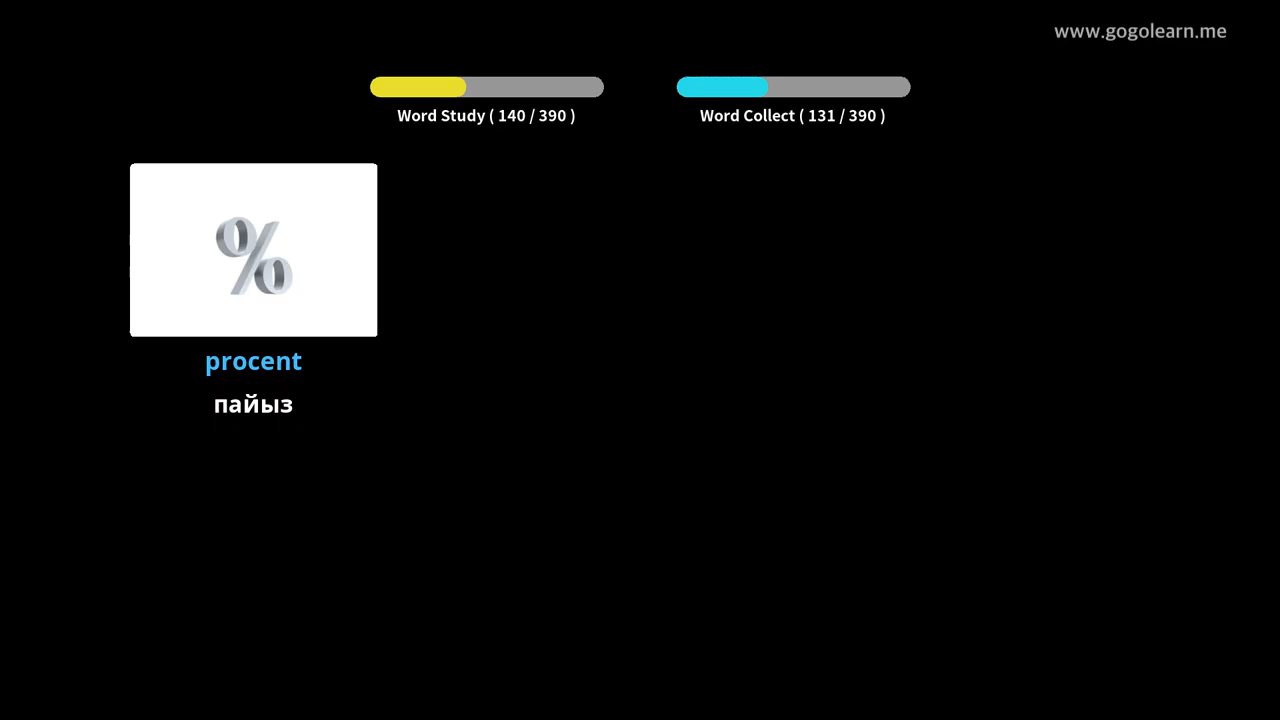 www.gogolearn.me
Word Study ( 140 / 390 )
Word Collect ( 131 / 390 )
%
procent
пайыз